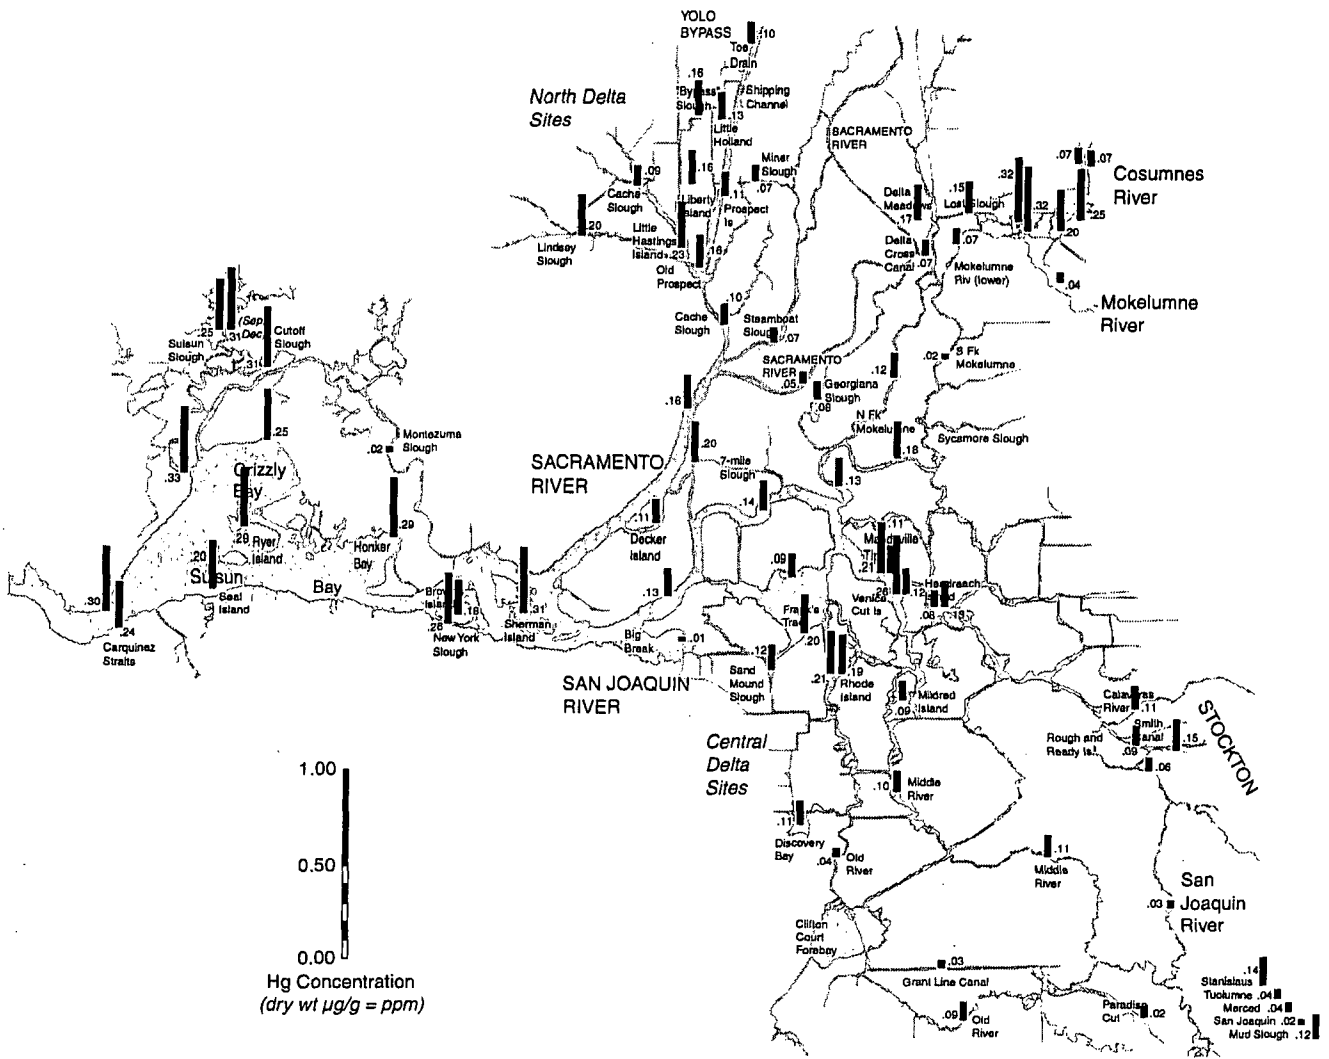 YOLO
BYPASS
.10
Toe
Drain
.16
"Bypass"
Slough
Shipping
Channel
.13
Little
Holland
North Delta
Sites
SACRAMENTO
RIVER
.16
Miner
Slough
.07
.09
Cache
Slough
.11
Prospect
Is
Liberty
Island
.20
Lindsey
Slough
Little
Hastings
Island
.23
.16
Old
Prospect
Delta
Meadows
.17
.15
Lost Slough
.32
.32
.07
.07
Cosumnes
River
.25
.20
Delta
Cross
Canal
.07
.07
Mokelumne
Riv (lower)
.04
Mokelumne
River
.25
.31
(Sep,
Dec)
Suisun
Slough
Cutoff
Slough
.31
.10
Cache
Slough
Steamboat
Slough
.07
SACRAMENTO
RIVER
.05
Georgiana
Slough
.08
.12
.02
S Fk
Mokelumne
.16
.25
.02
Montezuma
Slough
.33
Grizzly
Bay
.20
7-mile
Slough
N Fk
Mokelumne
.18
Sycamore Slough
SACRAMENTO
RIVER
.13
.14
.29
.28
Ryer
Island
Honker
Bay
.11
Decker
Island
.11
Mandeville
Tip
.21
.20
Suisun
Bay
Seal
Island
.09
.26
.12
Venice
Cut Is
Headreach
Island
.08
.13
.30
.24
Carquinez
Straits
Brown
Island
.18
.26
New York
Slough
.31
Sherman
Island
.13
Frank's
Tract
.20
Big
Break
.01
.12
Sand
Mound
Slough
.21
.19
Rhode
Island
SAN JOAQUIN
RIVER
Mildred
Island
.09
Calaveras
River
.11
STOCKTON
Smith
Canal
.09
.15
Rough and
Ready Isl
.06
Central
Delta
Sites
.10
Middle
River
1.00
0.50
0.00
Hg Concentration
(dry wt µg/g = ppm)
.11
Discovery
Bay
.04
Old
River
.11
Middle
River
.03
San
Joaquin
River
Clifton
Court
Forebay
.03
Grant Line Canal
.09
Old
River
Paradise
Cut
.02
.14
Stanislaus
Tuolumne .04
Merced .04
San Joaquin .02
Mud Slough .12